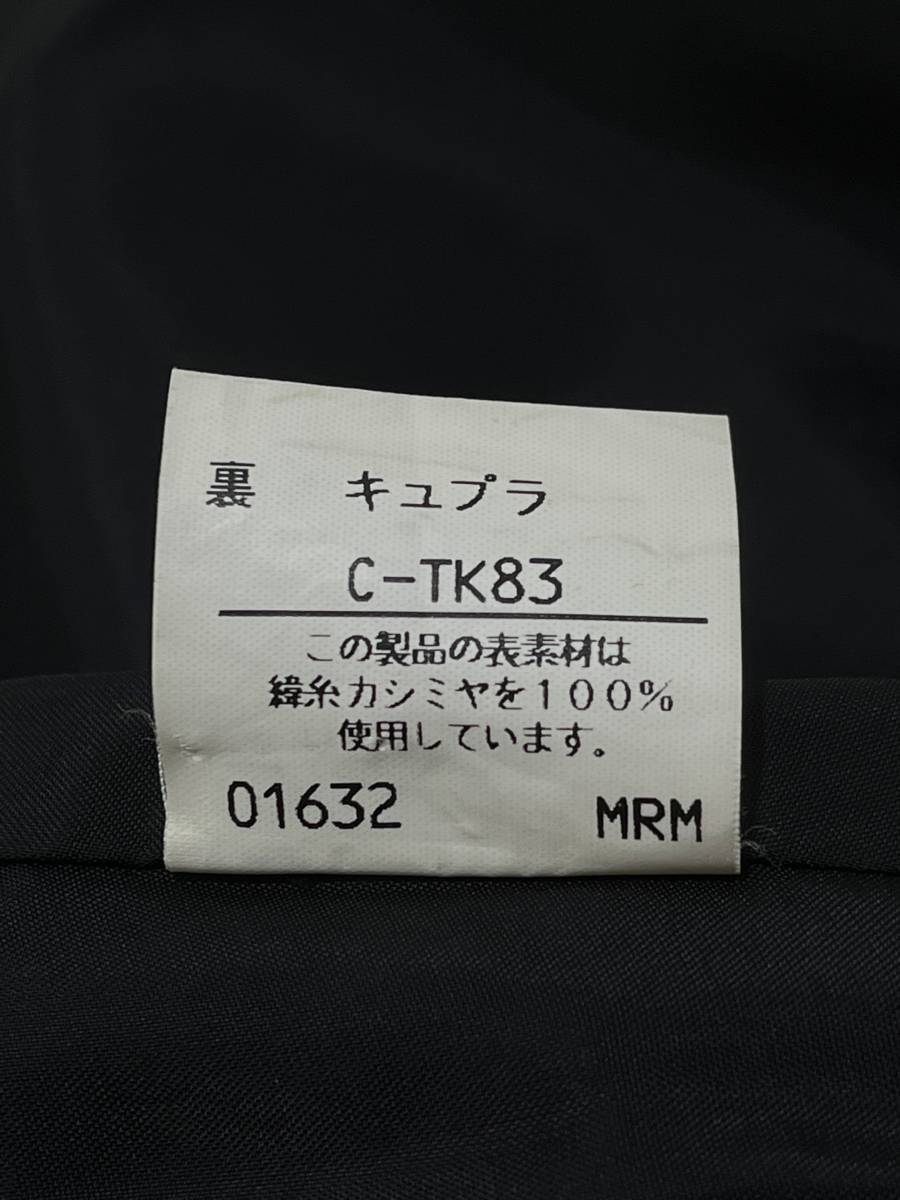 裏 キュプラ
C-TK83
この製品の表素材は
緯糸カシミヤを１００％
使用しています。
01632 MRM